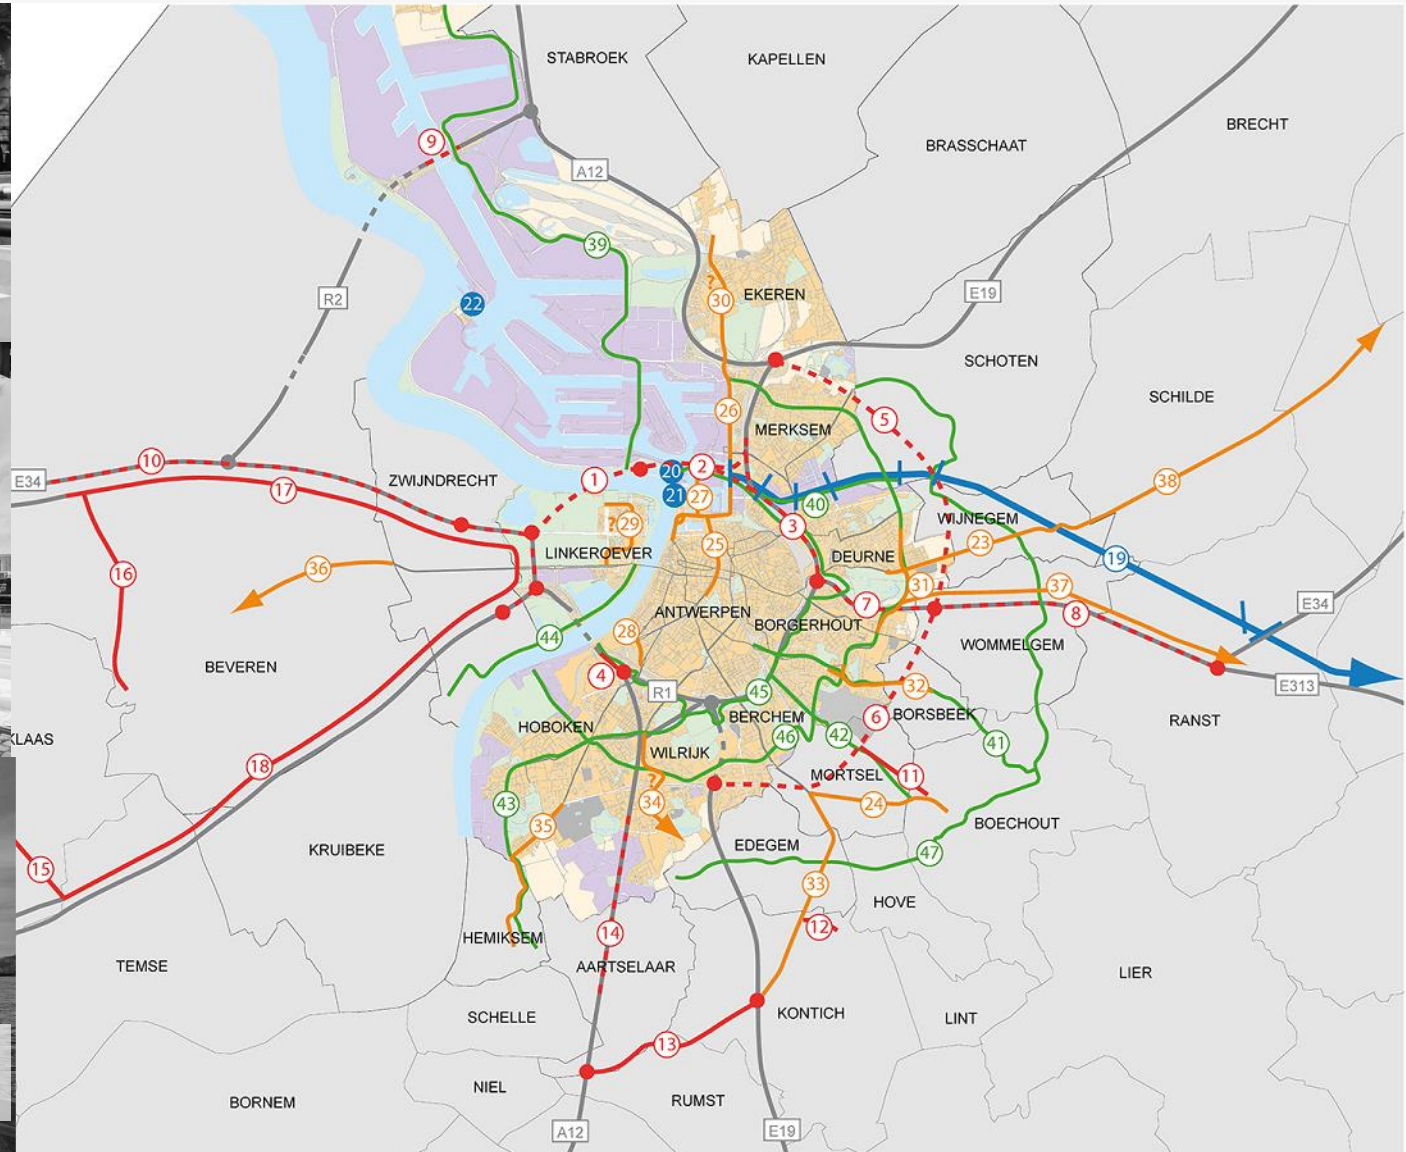 STABROEK
KAPELLEN
BRECHT
9
BRASSCHAAT
A12
39
R2
22
30
?
EKEREN
E19
SCHOTEN
SCHILDE
26
5
MERKSEM
10
E34
ZWIJNDRECHT
1
20
2
17
21
27
38
40
WIJNEGEM
29
?
3
23
LINKEROEVER
25
DEURNE
19
36
16
31
37
7
E34
ANTWERPEN
8
BORGERHOUT
28
44
WOMMELGEM
BEVEREN
4
R1
45
32
E313
6
BORSBEEK
RANST
HOBOKEN
BERCHEM
KLAAS
46
42
41
WILRIJK
18
MORTSEL
11
?
43
34
24
35
BOECHOUT
EDEGEM
KRUIBEKE
47
15
33
HOVE
12
14
HEMIKSEM
TEMSE
AARTSELAAR
LIER
SCHELLE
KONTICH
LINT
13
NIEL
BORNEM
RUMST
A12
E19